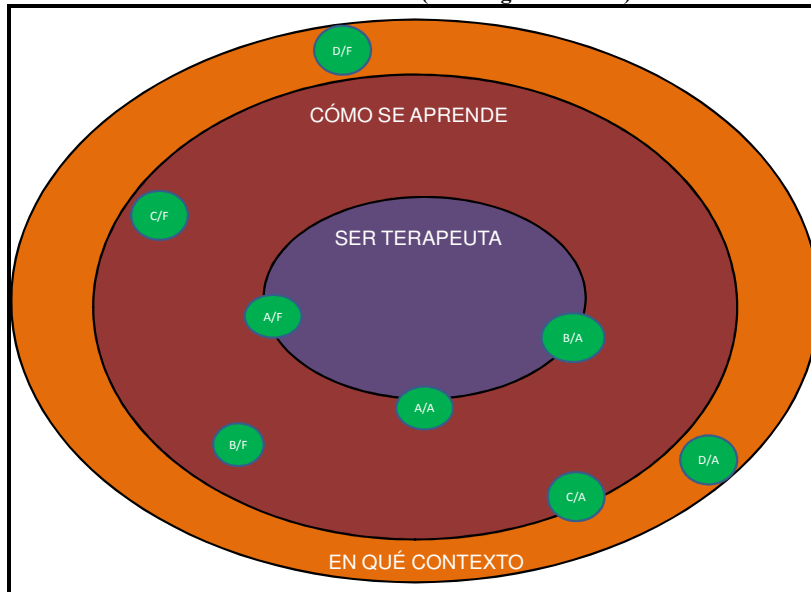 D/F
CÓMO SE APRENDE
C/F
SER TERAPEUTA
A/F
B/A
A/A
B/F
D/A
C/A
EN QUÉ CONTEXTO